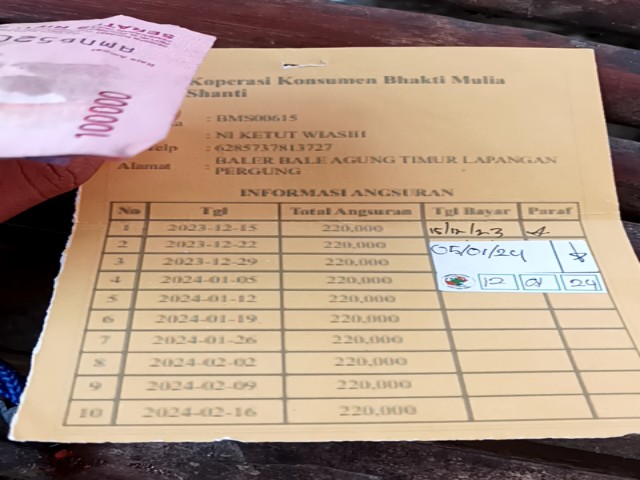 Koperasi Konsumen Bhakti Mulia
Shanti
: BMS00615
: NI KETUT WIASIH
: 6285737813727
Alamat : BALER BALE AGUNG TIMUR LAPANGAN
PERGUNG
INFORMASI ANGSURAN
No Tgl Total Angsuran Tgl Bayar Paraf
1 2023-12-15 220,000 15/12/23
2 2023-12-22 220,000 05/01/24
3 2023-12-29 220,000
4 2024-01-05 220,000 12 01 24
5 2024-01-12 220,000
6 2024-01-19 220,000
7 2024-01-26 220,000
8 2024-02-02 220,000
9 2024-02-09 220,000
10 2024-02-16 220,000
100000